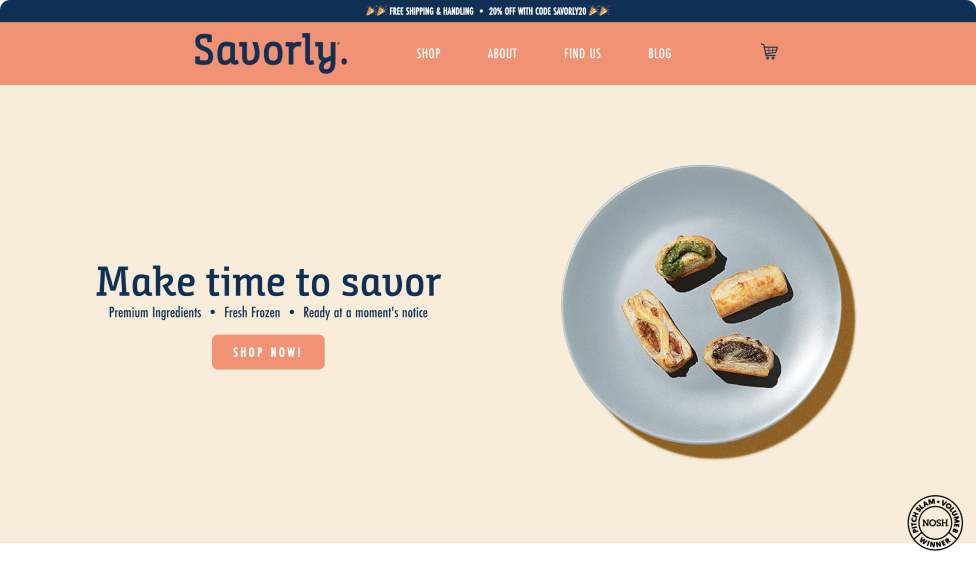 🎉🎉 FREE SHIPPING & HANDLING • 20% OFF WITH CODE SAVORLY20 🎉🎉
Savorly.
SHOP ABOUT FIND US BLOG
Make time to savor
Premium Ingredients • Fresh Frozen • Ready at a moment's notice
SHOP NOW!
PITCH SLAM • VOLUME 8
NOSH
WINNER